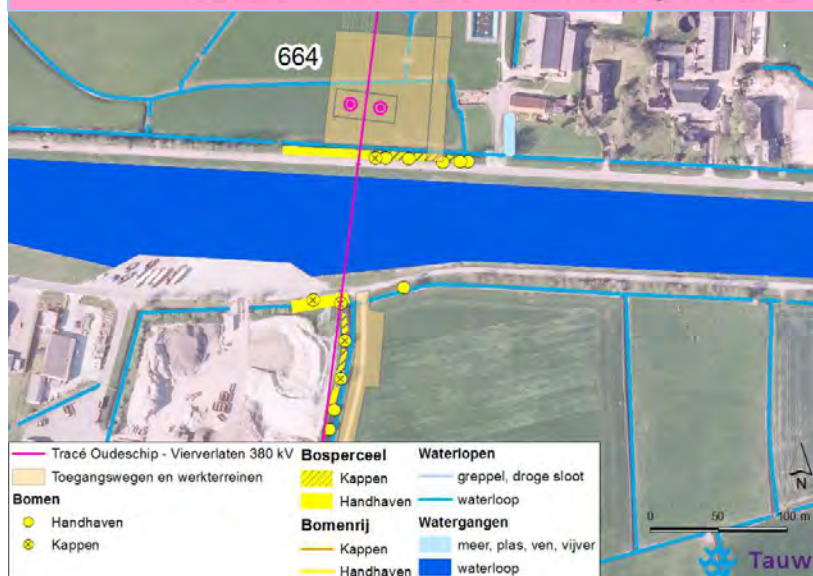 664
Tracé Oudeschip - Vierverlaten 380 kV
Toegangswegen en werkterreinen
Bomen
Handhaven
Kappen
Bosperceel
Kappen
Handhaven
Bomenrij
Kappen
Handhaven
Waterlopen
greppel, droge sloot
waterloop
Watergangen
meer, plas, ven, vijver
waterloop
N
0 50 100 m
Tauw